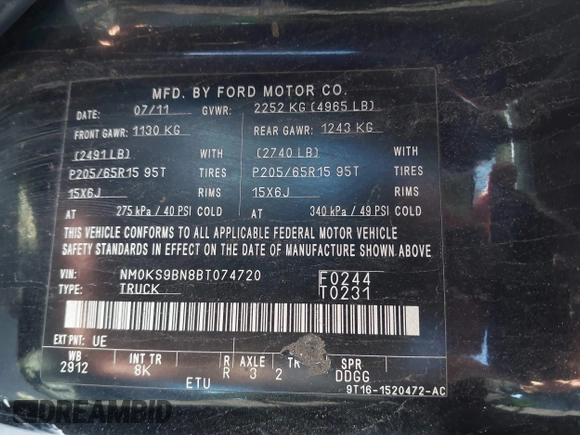 MFD. BY FORD MOTOR CO.
DATE: 07/11 GVWR: 2252 KG (4965 LB)
FRONT GAWR: 1130 KG REAR GAWR: 1243 KG
(2491 LB) WITH (2740 LB) WITH
P205/65R15 95T TIRES P205/65R15 95T TIRES
15X6J RIMS 15X6J RIMS
AT 275 kPa / 40 PSI COLD AT 340 kPa / 49 PSI COLD
THIS VEHICLE CONFORMS TO ALL APPLICABLE FEDERAL MOTOR VEHICLE
SAFETY STANDARDS IN EFFECT ON THE DATE OF MANUFACTURE SHOWN ABOVE.
VIN: NM0KS9BN8BT074720 F0244
TYPE: TRUCK T0231
EXT PNT: UE
WB INT TR R AXLE TR SPR
2912 8K R 3 2 DDGG
ETU 9T16-1520472-AC
DREAMBID